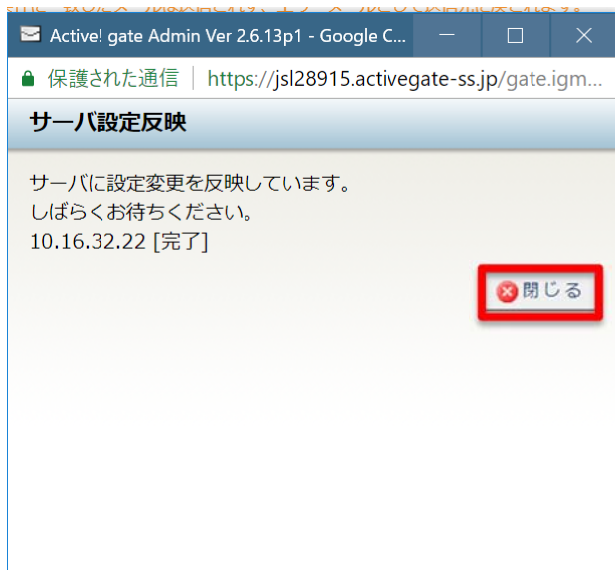 Active! gate Admin Ver 2.6.13p1 - Google C...
保護された通信 | https://jsl28915.activegate-ss.jp/gate.igm...
サーバ設定反映
サーバに設定変更を反映しています。
しばらくお待ちください。
10.16.32.22 [完了]
閉じる